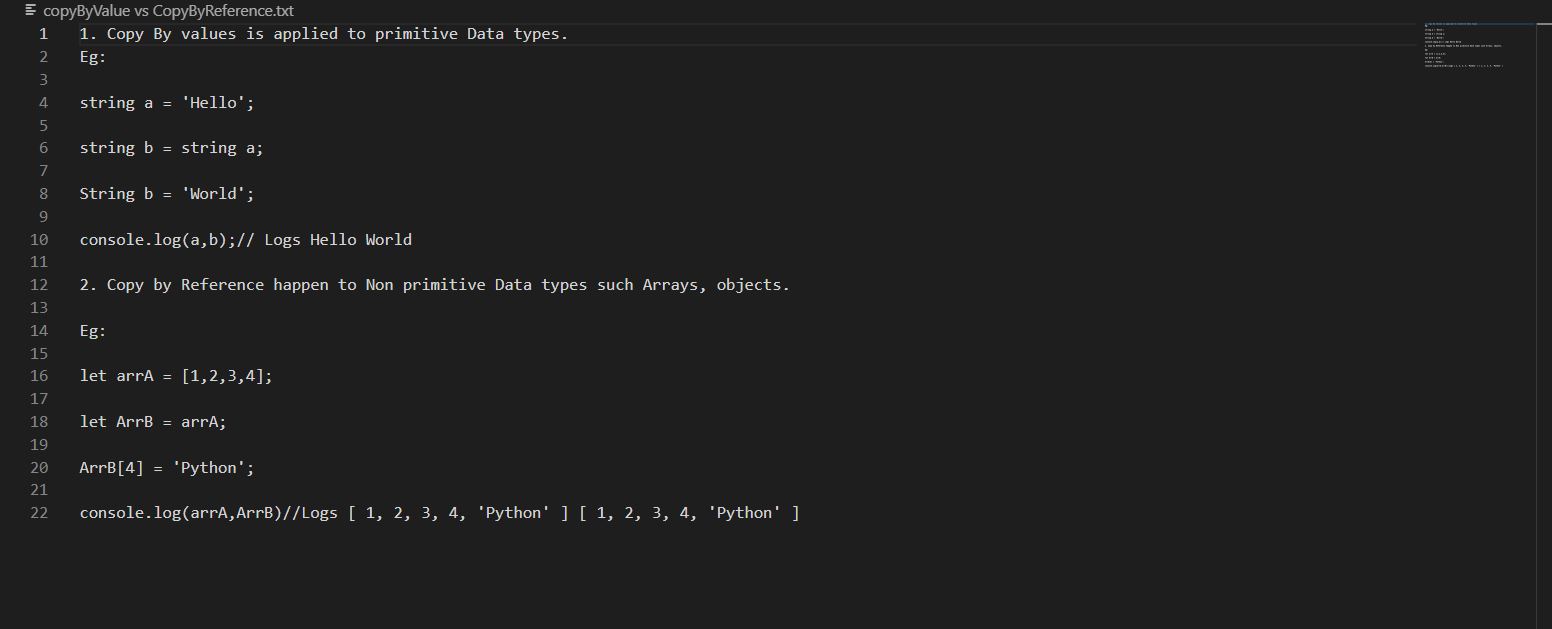 copyByValue vs CopyByReference.txt
1 1. Copy By values is applied to primitive Data types.
2 Eg:
3
4 string a = 'Hello';
5
6 string b = string a;
7
8 String b = 'World';
9
10 console.log(a,b);// Logs Hello World
11
12 2. Copy by Reference happen to Non primitive Data types such Arrays, objects.
13
14 Eg:
15
16 let arrA = [1,2,3,4];
17
18 let ArrB = arrA;
19
20 ArrB[4] = 'Python';
21
22 console.log(arrA,ArrB)//Logs [ 1, 2, 3, 4, 'Python' ] [ 1, 2, 3, 4, 'Python' ]